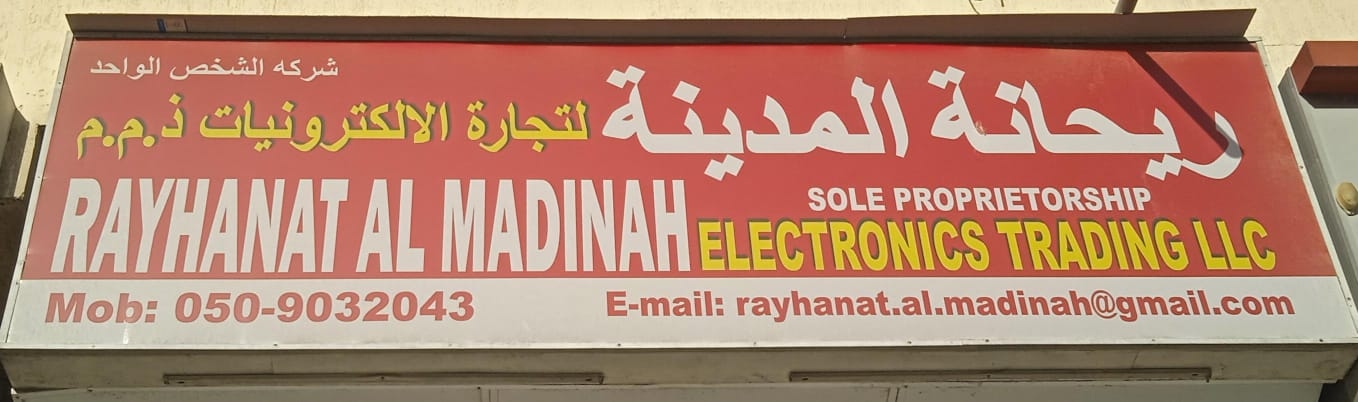 شركه الشخص الواحد
ريحانة المدينة لتجارة الالكترونيات ذ.م.م
SOLE PROPRIETORSHIP
RAYHANAT AL MADINAH ELECTRONICS TRADING LLC
Mob: 050-9032043 E-mail: rayhanat.al.madinah@gmail.com